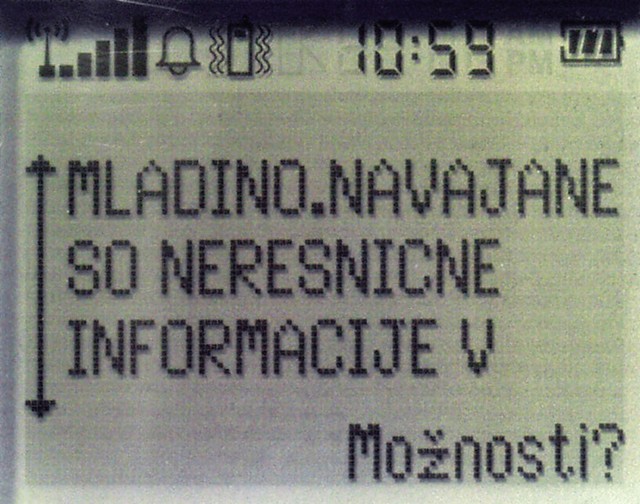 10:59
MLADINO.NAVAJANE
SO NERESNICNE
INFORMACIJE V
Možnosti?